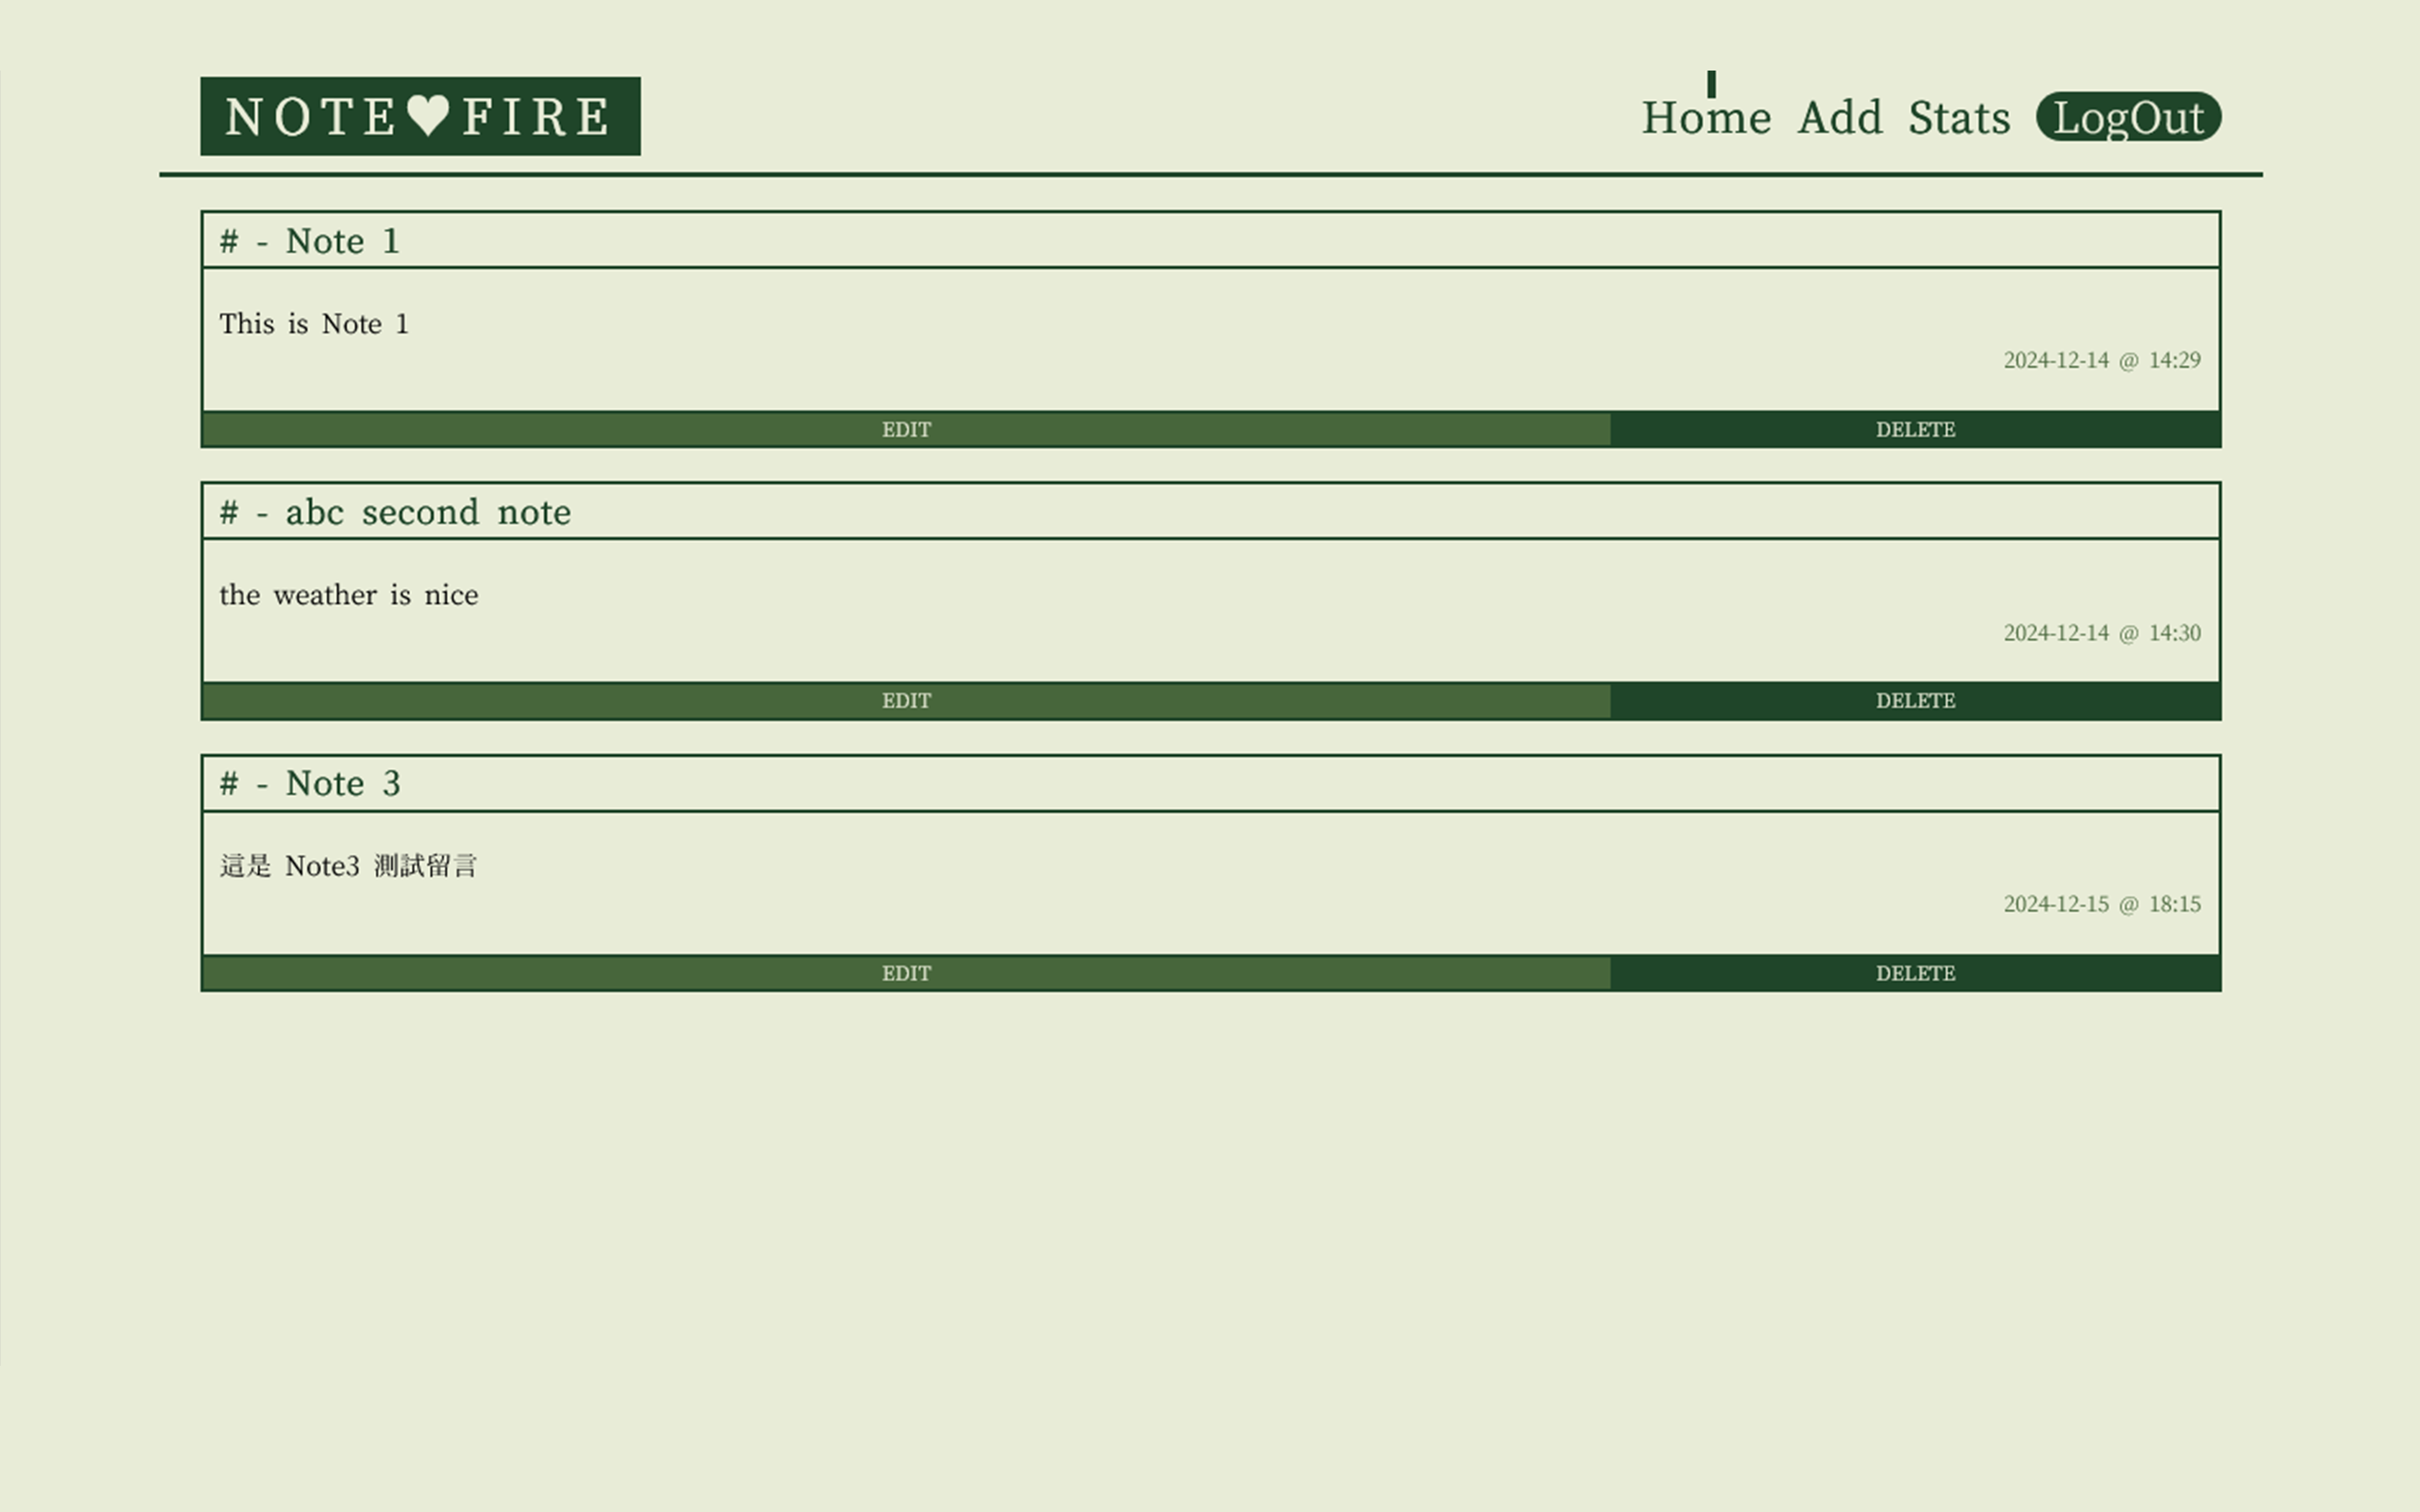 NOTE♥FIRE
Home Add Stats LogOut
# - Note 1
This is Note 1
2024-12-14 @ 14:29
EDIT DELETE
# - abc second note
the weather is nice
2024-12-14 @ 14:30
EDIT DELETE
# - Note 3
這是 Note3 測試留言
2024-12-15 @ 18:15
EDIT DELETE